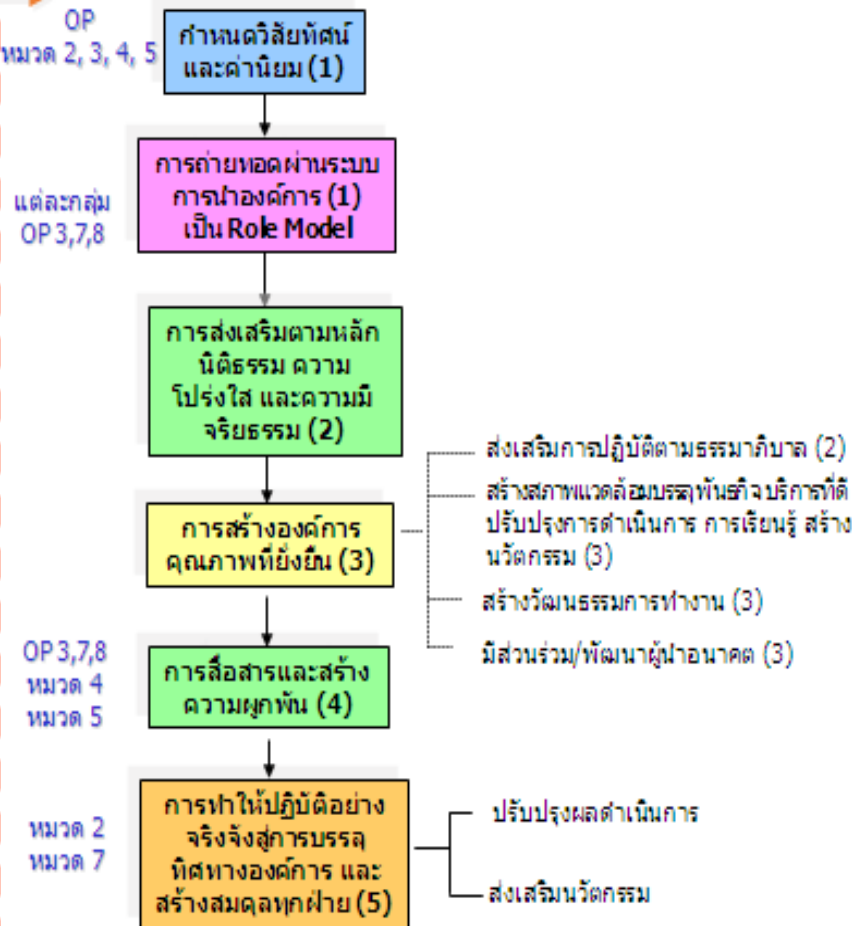 OP
หมวด 2, 3, 4, 5
กำหนดวิสัยทัศน์
และค่านิยม (1)
แต่ละกลุ่ม
OP 3,7,8
การถ่ายทอดผ่านระบบ
การนำองค์การ (1)
เป็น Role Model
การส่งเสริมตามหลัก
นิติธรรม ความ
โปร่งใส และความมี
จริยธรรม (2)
การสร้างองค์การ
คุณภาพที่ยั่งยืน (3)
ส่งเสริมการปฏิบัติตามธรรมาภิบาล (2)
สร้างสภาพแวดล้อมบรรลุพันธกิจ บริการที่ดี
ปรับปรุงการดำเนินการ การเรียนรู้ สร้าง
นวัตกรรม (3)
สร้างวัฒนธรรมการทำงาน (3)
มีส่วนร่วม/พัฒนาผู้นำอนาคต (3)
OP 3,7,8
หมวด 4
หมวด 5
การสื่อสารและสร้าง
ความผูกพัน (4)
หมวด 2
หมวด 7
การทำให้ปฏิบัติอย่าง
จริงจังสู่การบรรลุ
ทิศทางองค์การ และ
สร้างสมดุลทุกฝ่าย (5)
ปรับปรุงผลดำเนินการ
ส่งเสริมนวัตกรรม